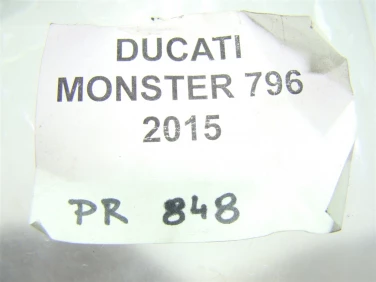 DUCATI
MONSTER 796
2015
PR 848